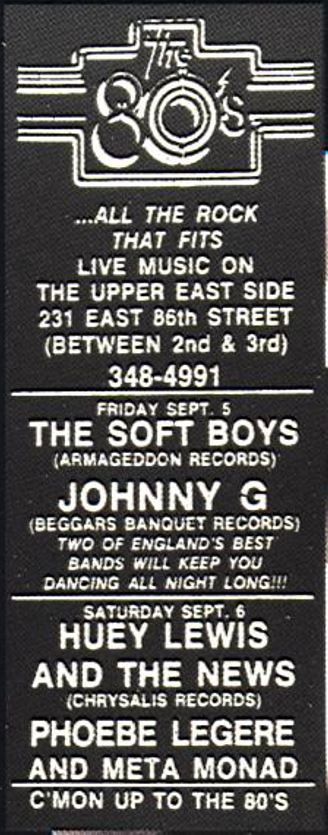 The
80's
...ALL THE ROCK
THAT FITS
LIVE MUSIC ON
THE UPPER EAST SIDE
231 EAST 86th STREET
(BETWEEN 2nd & 3rd)
348-4991
FRIDAY SEPT. 5
THE SOFT BOYS
(ARMAGEDDON RECORDS)
JOHNNY G
(BEGGARS BANQUET RECORDS)
TWO OF ENGLAND'S BEST
BANDS WILL KEEP YOU
DANCING ALL NIGHT LONG!!!
SATURDAY SEPT. 6
HUEY LEWIS
AND THE NEWS
(CHRYSALIS RECORDS)
PHOEBE LEGERE
AND META MONAD
C'MON UP TO THE 80'S